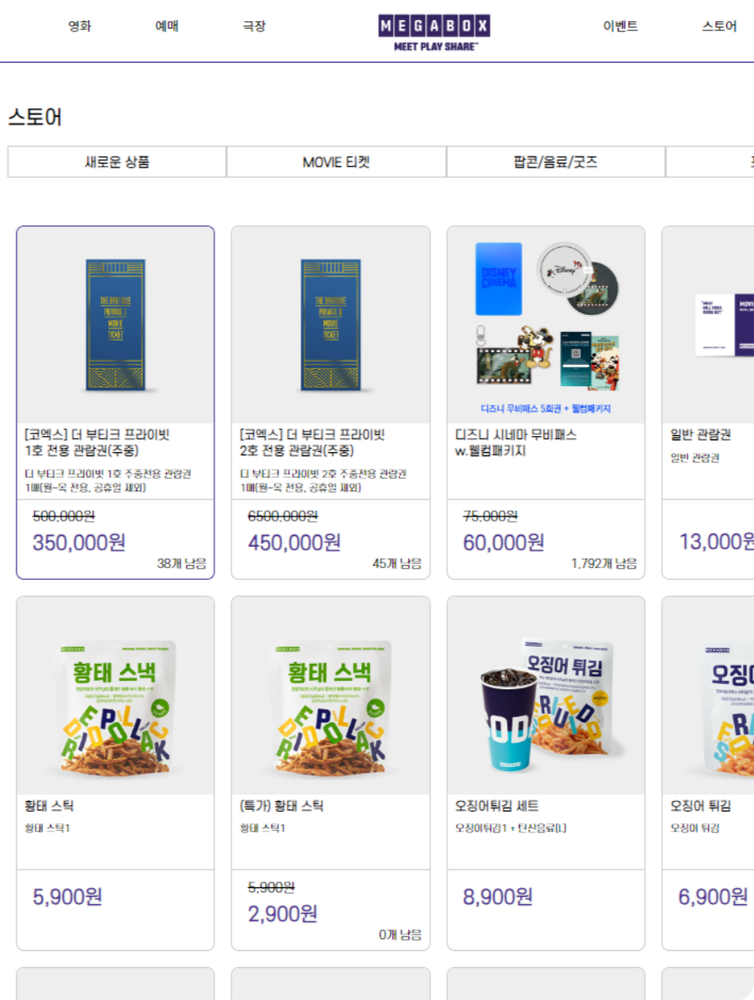 영화 예매 극장 MEGABOX 이벤트 스토어
MEET PLAY SHARE
스토어
새로운 상품 MOVIE 티켓 팝콘/음료/굿즈
THE BOUTIQUE
PRIVATE 1
MOVIE
TICKET
THE BOUTIQUE
PRIVATE 2
MOVIE
TICKET
DISNEY
CINEMA
Disney
디즈니 무비패스 5회권 + 웰컴패키지
[코엑스] 더 부티크 프라이빗
1호 전용 관람권(주중)
더 부티크 프라이빗 1호 주중전용 관람권
1매(월~목 전용, 공휴일 제외)
500,000원
350,000원
38개 남음
[코엑스] 더 부티크 프라이빗
2호 전용 관람권(주중)
더 부티크 프라이빗 2호 주중전용 관람권
1매(월~목 전용, 공휴일 제외)
6500,000원
450,000원
45개 남음
디즈니 시네마 무비패스
w.웰컴패키지
75,000원
60,000원
1,792개 남음
일반 관람권
일반 관람권
13,000원
황태 스낵
황태 스낵
오징어 튀김
SODA
황태 스틱
황태 스틱1
5,900원
(특가) 황태 스틱
황태 스틱1
5,900원
2,900원
0개 남음
오징어튀김 세트
오징어튀김1 + 탄산음료(L)
8,900원
오징어 튀김
오징어 튀김
6,900원